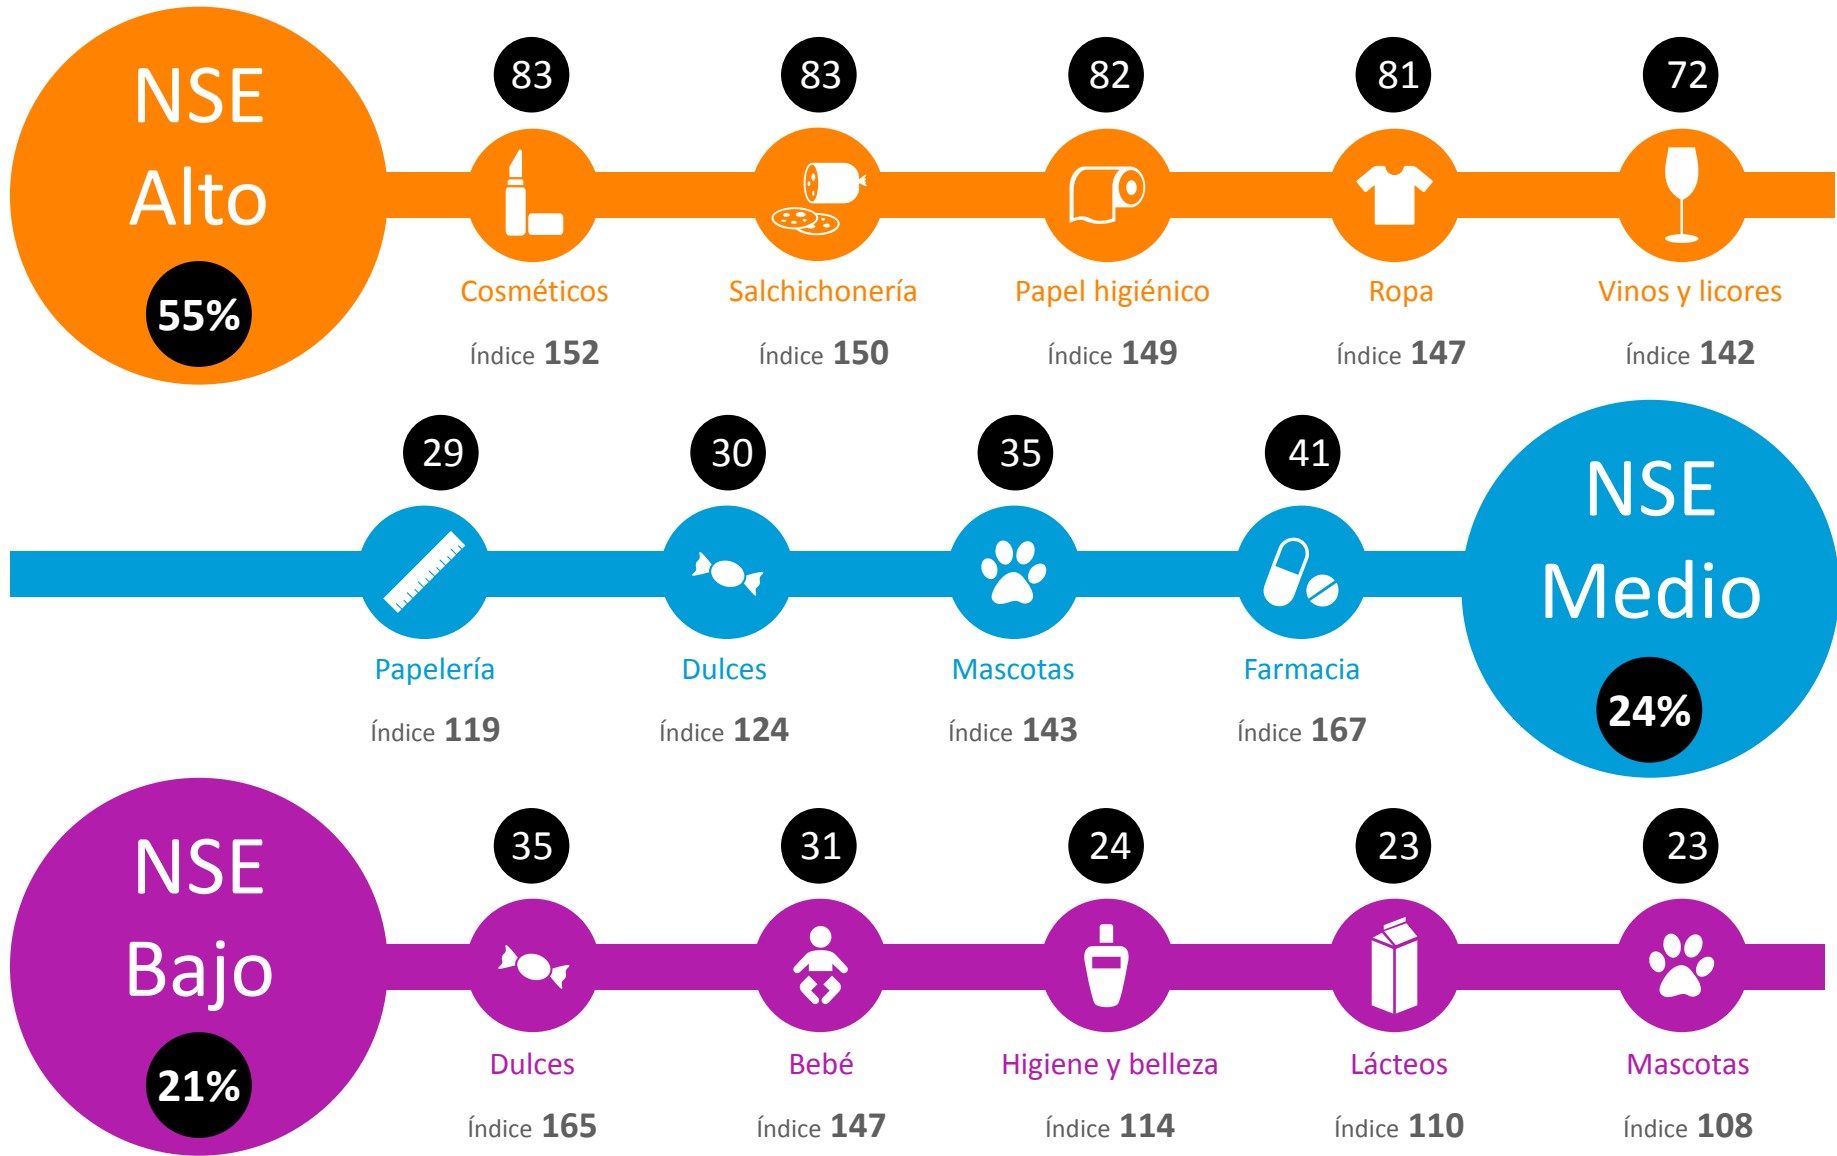 NSE
Alto
55%
83
83
82
81
72
Cosméticos
Salchichonería
Papel higiénico
Ropa
Vinos y licores
Índice 152
Índice 150
Índice 149
Índice 147
Índice 142
29
30
35
41
Papelería
Dulces
Mascotas
Farmacia
Índice 119
Índice 124
Índice 143
Índice 167
NSE
Medio
24%
NSE
Bajo
21%
35
31
24
23
23
Dulces
Bebé
Higiene y belleza
Lácteos
Mascotas
Índice 165
Índice 147
Índice 114
Índice 110
Índice 108